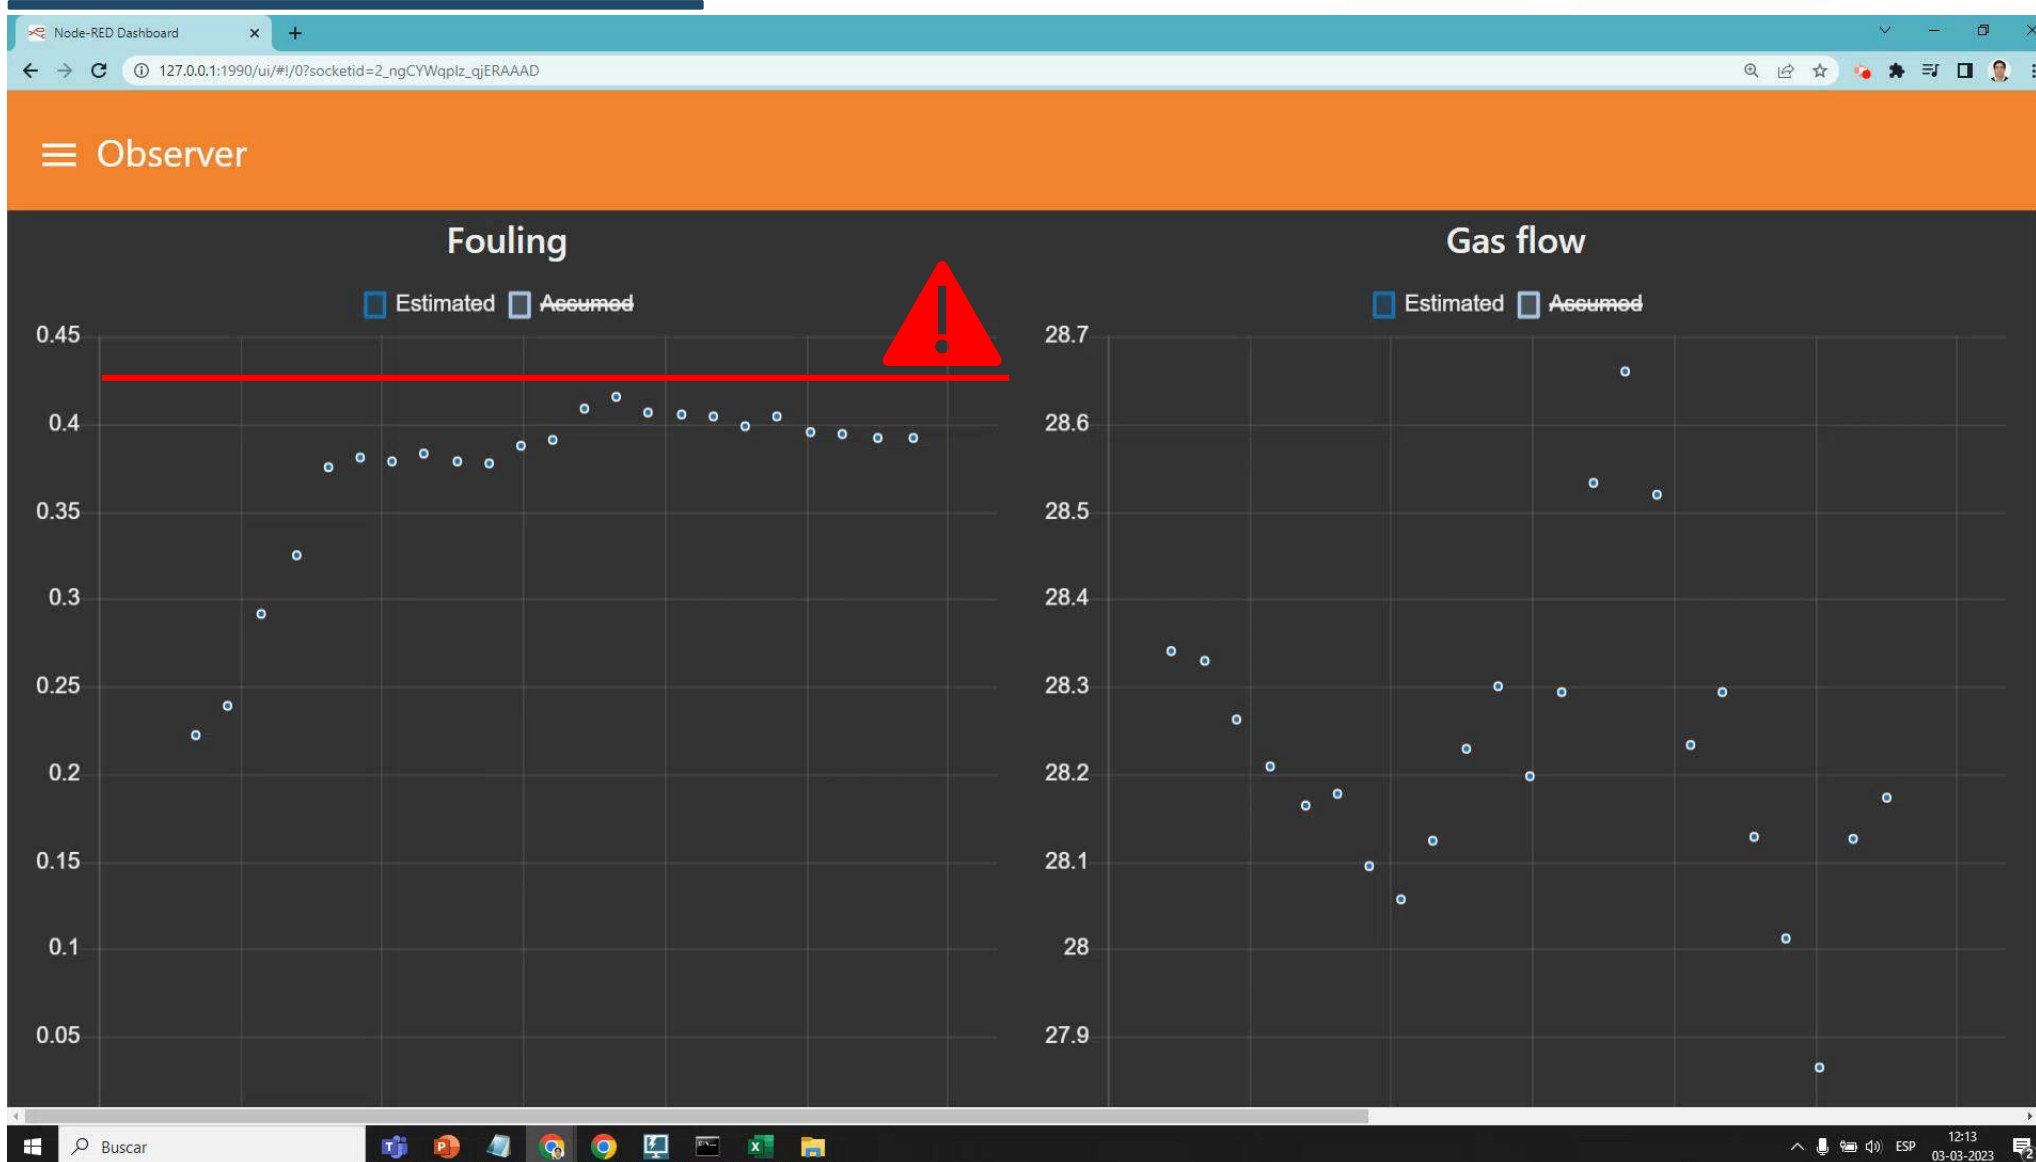 Node-RED Dashboard
127.0.0.1:1990/ui/#!/0?socketid=2_ngCYWqplz_qjERAAAD
Observer
Fouling
Estimated Assumed
0.45
0.4
0.35
0.3
0.25
0.2
0.15
0.1
0.05
Gas flow
Estimated Assumed
28.7
28.6
28.5
28.4
28.3
28.2
28.1
28
27.9
Buscar
ESP
12:13
03-03-2023
2